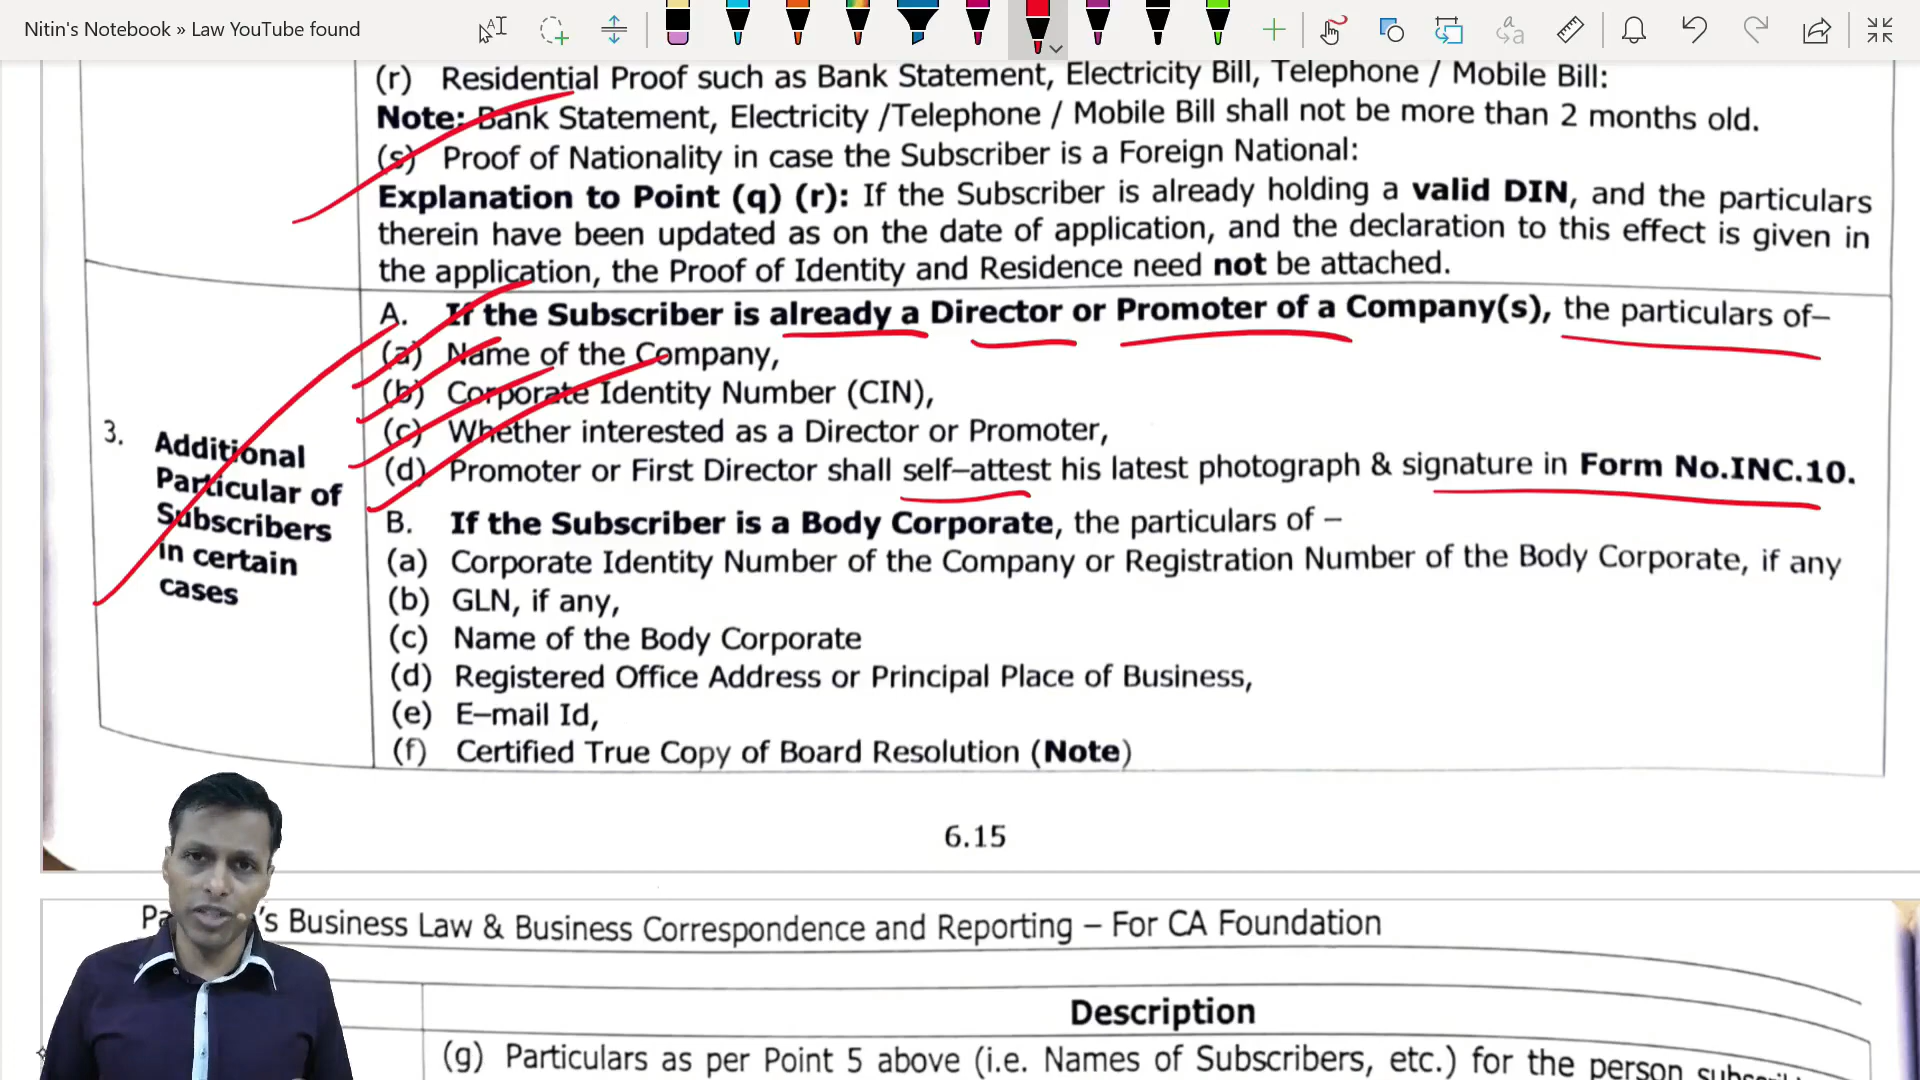 Nitin's Notebook » Law YouTube found
(r) Residential Proof such as Bank Statement, Electricity Bill, Telephone / Mobile Bill:
Note: Bank Statement, Electricity /Telephone / Mobile Bill shall not be more than 2 months old.
(s) Proof of Nationality in case the Subscriber is a Foreign National:
Explanation to Point (q) (r): If the Subscriber is already holding a valid DIN, and the particulars
therein have been updated as on the date of application, and the declaration to this effect is given in
the application, the Proof of Identity and Residence need not be attached.
3. Additional
Particular of
Subscribers
in certain
cases
A. If the Subscriber is already a Director or Promoter of a Company(s), the particulars of–
(a) Name of the Company,
(b) Corporate Identity Number (CIN),
(c) Whether interested as a Director or Promoter,
(d) Promoter or First Director shall self–attest his latest photograph & signature in Form No.INC.10.
B. If the Subscriber is a Body Corporate, the particulars of –
(a) Corporate Identity Number of the Company or Registration Number of the Body Corporate, if any
(b) GLN, if any,
(c) Name of the Body Corporate
(d) Registered Office Address or Principal Place of Business,
(e) E–mail Id,
(f) Certified True Copy of Board Resolution (Note)
6.15
's Business Law & Business Correspondence and Reporting – For CA Foundation
Description
(g) Particulars as per Point 5 above (i.e. Names of Subscribers, etc.) for the person